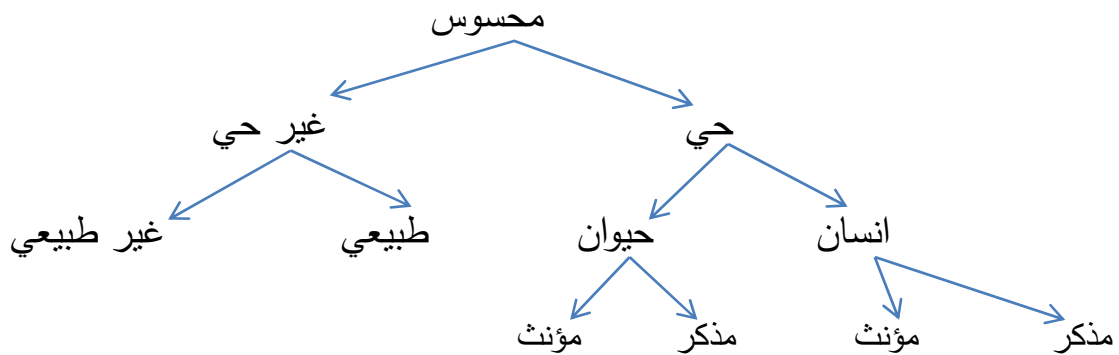 محسوس
حي
غير حي
انسان
حيوان
طبيعي
غير طبيعي
مذكر
مؤنث
مذكر
مؤنث